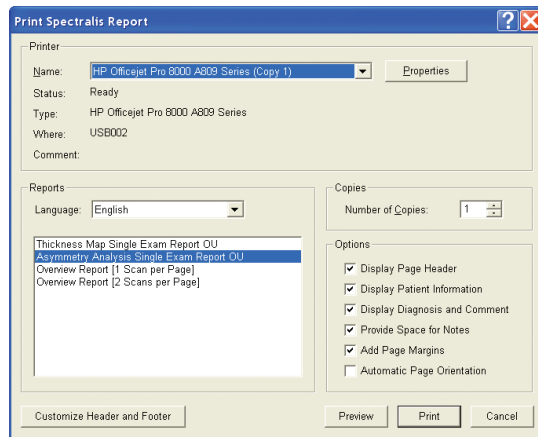 Print Spectralis Report
Printer
Name: HP Officejet Pro 8000 A809 Series (Copy 1) Properties
Status: Ready
Type: HP Officejet Pro 8000 A809 Series
Where: USB002
Comment:
Reports
Language: English
Thickness Map Single Exam Report OU
Asymmetry Analysis Single Exam Report OU
Overview Report [1 Scan per Page]
Overview Report [2 Scans per Page]
Copies
Number of Copies: 1
Options
Display Page Header
Display Patient Information
Display Diagnosis and Comment
Provide Space for Notes
Add Page Margins
Automatic Page Orientation
Customize Header and Footer Preview Print Cancel